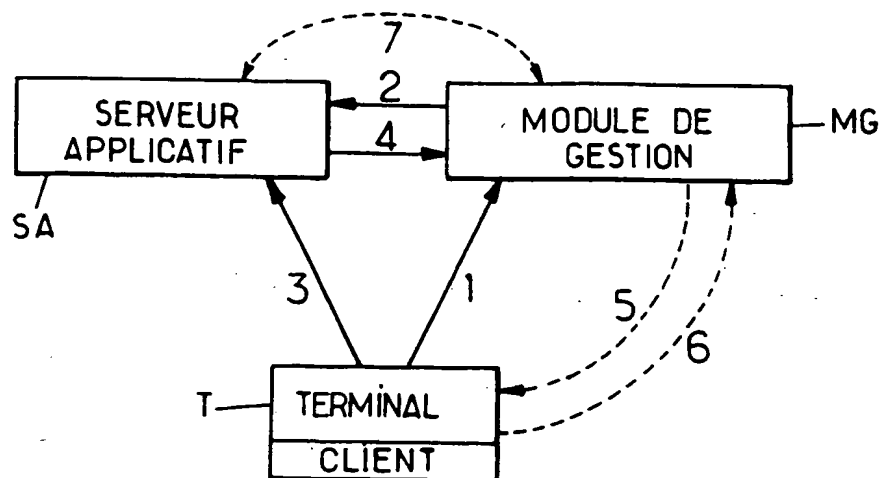 7
SERVEUR
APPLICATIF
2
4
MODULE DE
GESTION
MG
SA
3
1
5
6
T
TERMINAL
CLIENT